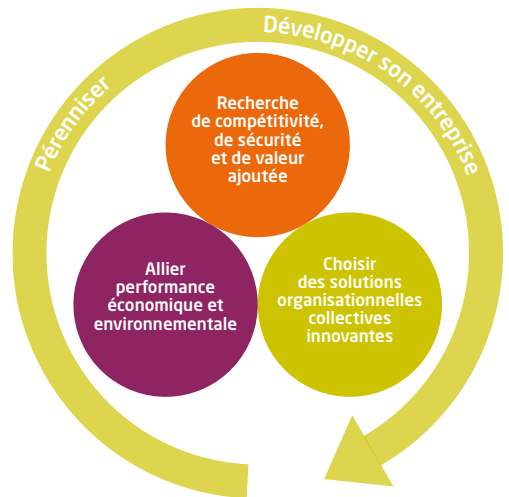 Pérenniser
Développer son entreprise
Recherche
de compétitivité,
de sécurité
et de valeur
ajoutée
Allier
performance
économique et
environnementale
Choisir
des solutions
organisationnelles
collectives
innovantes